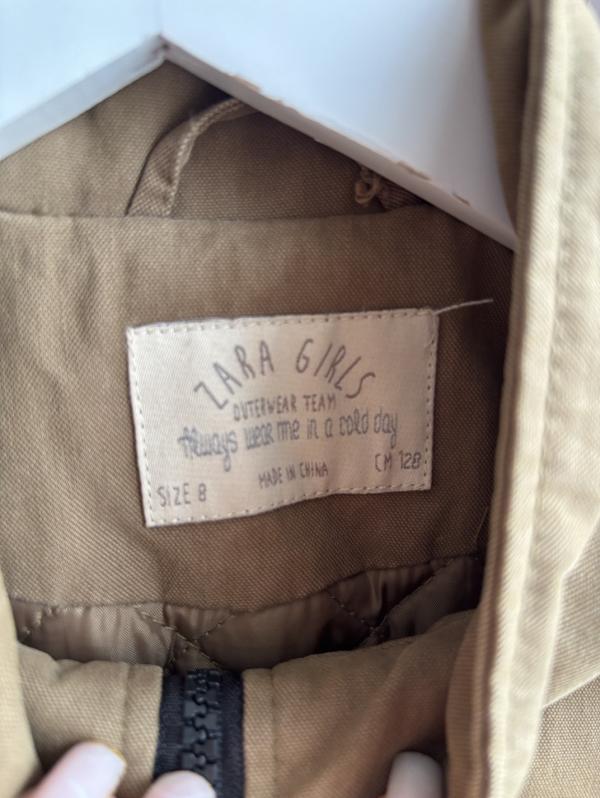 ZARA GIRLS
OUTERWEAR TEAM
Always wear me in a cold day
MADE IN CHINA
SIZE 8
CM 128